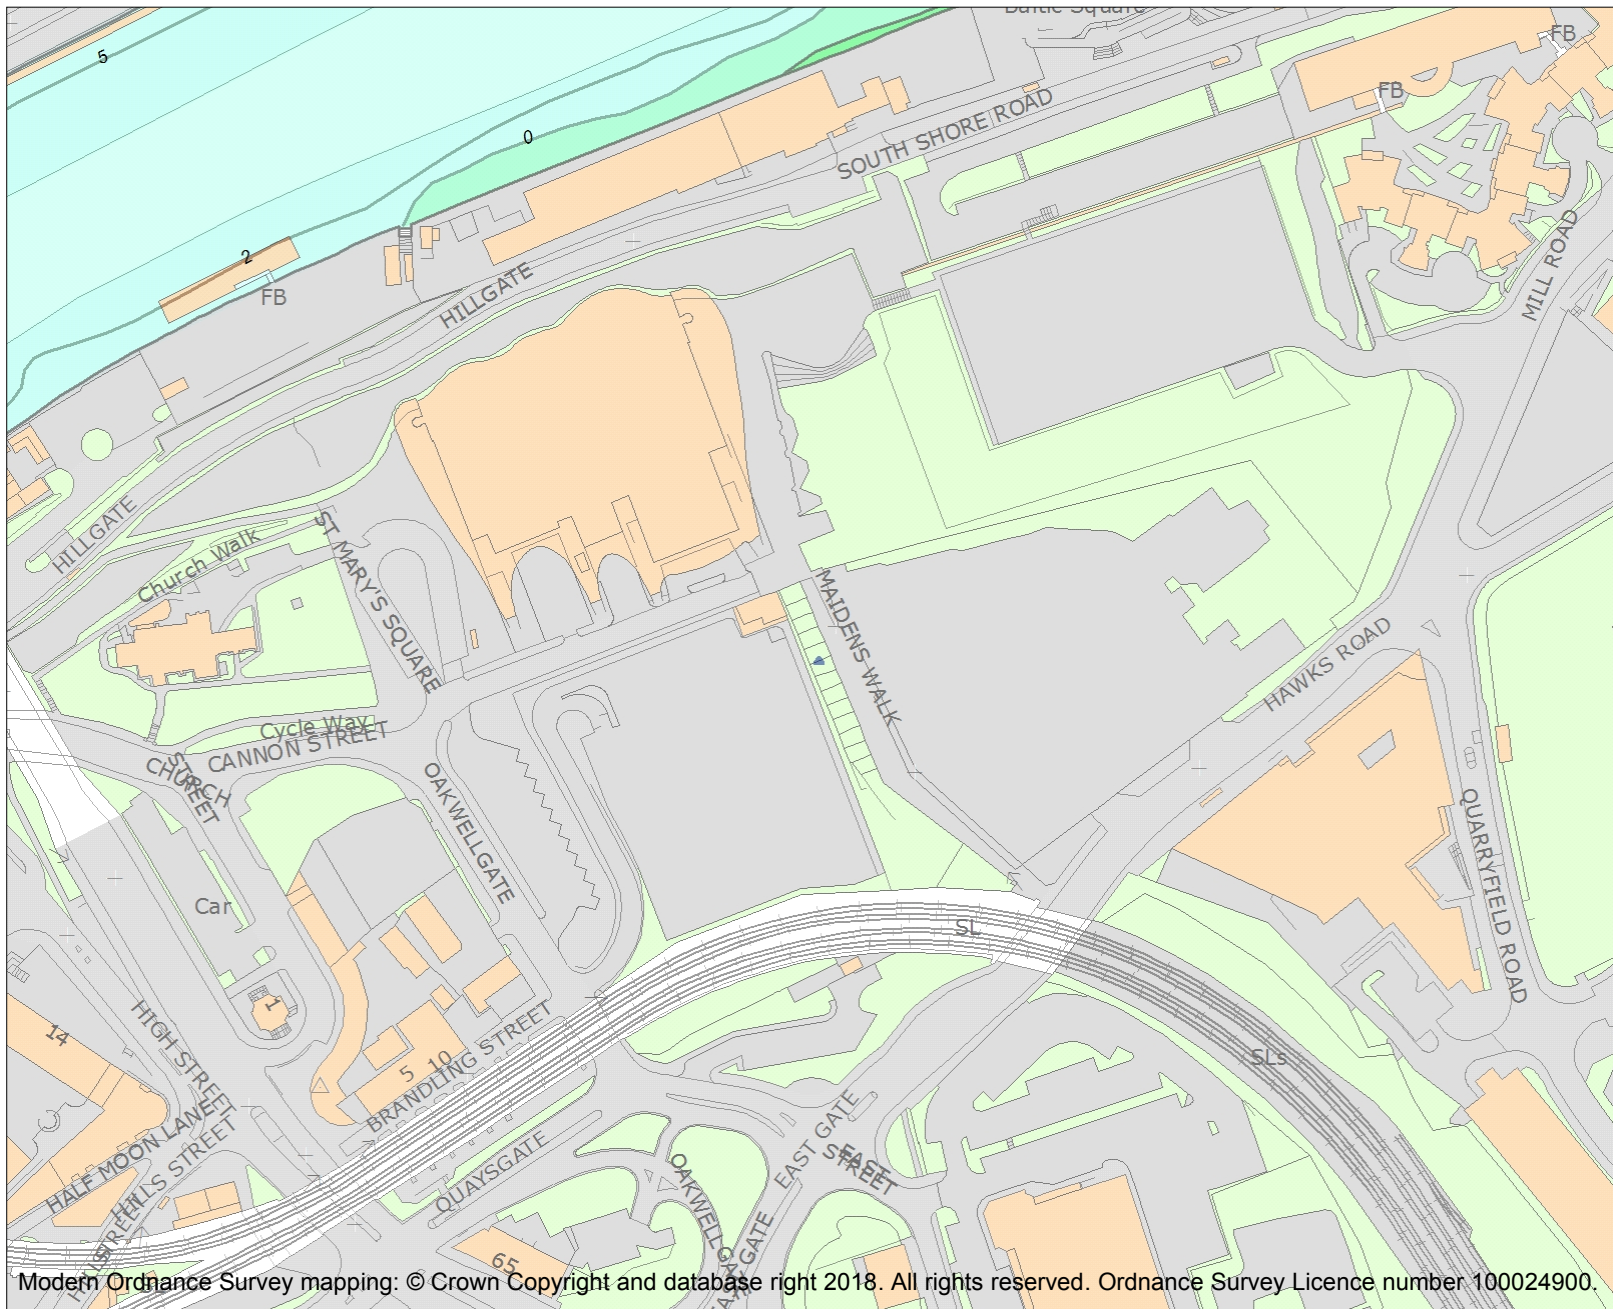 Baltic Square
FB
5
FB
SOUTH SHORE ROAD
0
MILL ROAD
2
FB
HILLGATE
HILLGATE
Church Walk
ST MARY'S SQUARE
MAIDENS WALK
HAWKS ROAD
Cycle Way
CANNON STREET
CHURCH
STREET
OAKWELLGATE
QUARRYFIELD ROAD
Car
SL
1
14
HIGH STREET
5 10
BRANDLING STREET
SLs
EAST GATE
HALF MOON LANE
HILLS STREET
QUAYSGATE
EAST
STREET
OAKWELLGATE
HILLS STREET
EASTGATE
65
Modern Ordnance Survey mapping: © Crown Copyright and database right 2018. All rights reserved. Ordnance Survey Licence number 100024900.